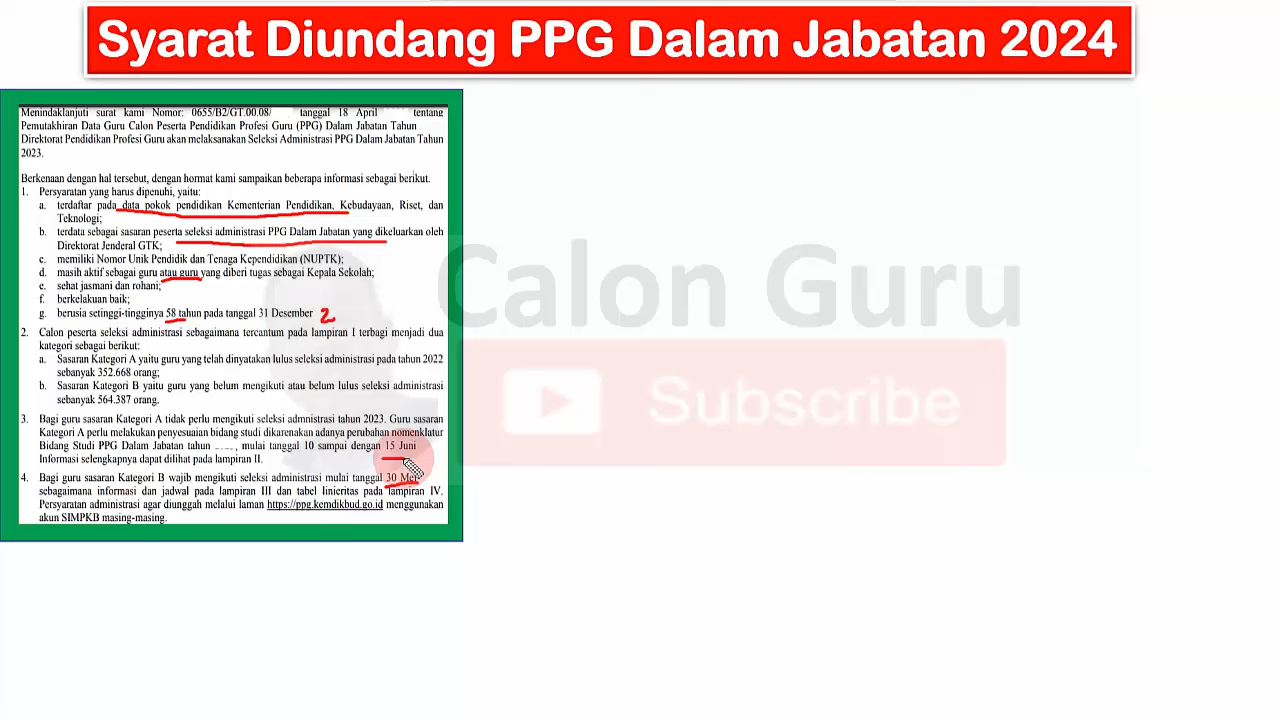 Syarat Diundang PPG Dalam Jabatan 2024
Menindaklanjuti surat kami Nomor: 0655/B2/GT.00.08/ tanggal 18 April tentang
Pemutakhiran Data Guru Calon Peserta Pendidikan Profesi Guru (PPG) Dalam Jabatan Tahun
Direktorat Pendidikan Profesi Guru akan melaksanakan Seleksi Administrasi PPG Dalam Jabatan Tahun
2023.
Berkenaan dengan hal tersebut, dengan hormat kami sampaikan beberapa informasi sebagai berikut.
1. Persyaratan yang harus dipenuhi, yaitu:
a. terdaftar pada data pokok pendidikan Kementerian Pendidikan, Kebudayaan, Riset, dan
Teknologi;
b. terdata sebagai sasaran peserta seleksi administrasi PPG Dalam Jabatan yang dikeluarkan oleh
Direktorat Jenderal GTK;
c. memiliki Nomor Unik Pendidik dan Tenaga Kependidikan (NUPTK);
d. masih aktif sebagai guru atau guru yang diberi tugas sebagai Kepala Sekolah;
e. sehat jasmani dan rohani;
f. berkelakuan baik;
g. berusia setinggi-tingginya 58 tahun pada tanggal 31 Desember 2
2. Calon peserta seleksi administrasi sebagaimana tercantum pada lampiran I terbagi menjadi dua
kategori sebagai berikut:
a. Sasaran Kategori A yaitu guru yang telah dinyatakan lulus seleksi administrasi pada tahun 2022
sebanyak 352.668 orang;
b. Sasaran Kategori B yaitu guru yang belum mengikuti atau belum lulus seleksi administrasi
sebanyak 564.387 orang.
3. Bagi guru sasaran Kategori A tidak perlu mengikuti seleksi admnistrasi tahun 2023. Guru sasaran
Kategori A perlu melakukan penyesuaian bidang studi dikarenakan adanya perubahan nomenklatur
Bidang Studi PPG Dalam Jabatan tahun , mulai tanggal 10 sampai dengan 15 Juni
Informasi selengkapnya dapat dilihat pada lampiran II.
4. Bagi guru sasaran Kategori B wajib mengikuti seleksi administrasi mulai tanggal 30 Mei
sebagaimana informasi dan jadwal pada lampiran III dan tabel linieritas pada lampiran IV.
Persyaratan administrasi agar diunggah melalui laman https://ppg.kemdikbud.go.id menggunakan
akun SIMPKB masing-masing.
Calon Guru
Subscribe